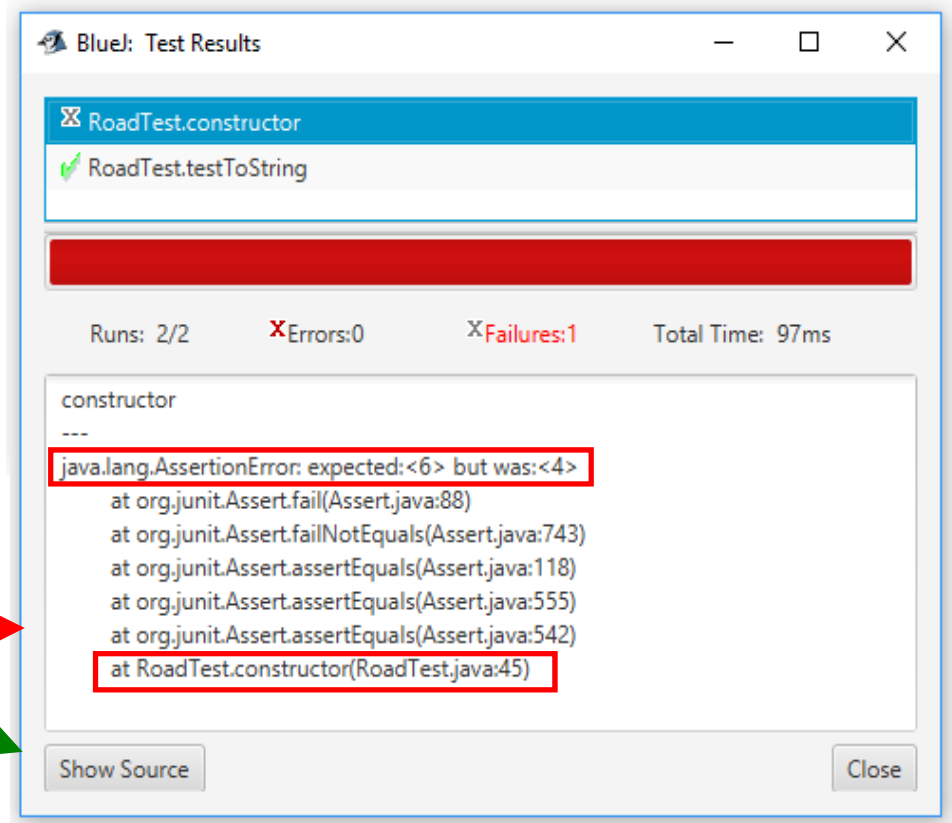 BlueJ: Test Results
RoadTest.constructor
RoadTest.testToString
Runs: 2/2 XErrors:0 XFailures:1 Total Time: 97ms
constructor
---
java.lang.AssertionError: expected:<6> but was:<4>
at org.junit.Assert.fail(Assert.java:88)
at org.junit.Assert.failNotEquals(Assert.java:743)
at org.junit.Assert.assertEquals(Assert.java:118)
at org.junit.Assert.assertEquals(Assert.java:555)
at org.junit.Assert.assertEquals(Assert.java:542)
at RoadTest.constructor(RoadTest.java:45)
Show Source Close